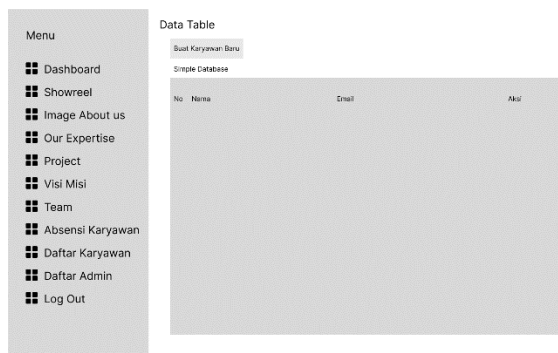 Menu
Dashboard
Showreel
Image About us
Our Expertise
Project
Visi Misi
Team
Absensi Karyawan
Daftar Karyawan
Daftar Admin
Log Out
Data Table
Buat Karyawan Baru
Simple Database
No Nama Email Aksi